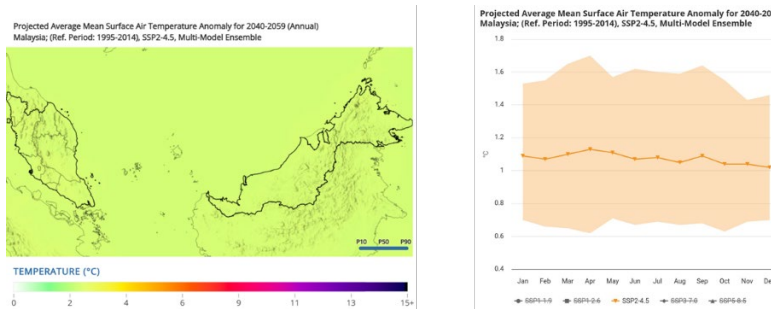 Projected Average Mean Surface Air Temperature Anomaly for 2040-2059 (Annual)
Malaysia; (Ref. Period: 1995-2014), SSP2-4.5, Multi-Model Ensemble
P10 P50 P90
TEMPERATURE (°C)
0 2 4 6 9 11 13 15+
Projected Average Mean Surface Air Temperature Anomaly for 2040-20
Malaysia; (Ref. Period: 1995-2014), SSP2-4.5, Multi-Model Ensemble
1.8
1.6
1.4
1.2
°C
1
0.8
0.6
0.4
Jan Feb Mar Apr May Jun Jul Aug Sep Oct Nov De
SSP1-1.9 SSP1-2.6 SSP2-4.5 SSP3-7.0 SSP5-8.5